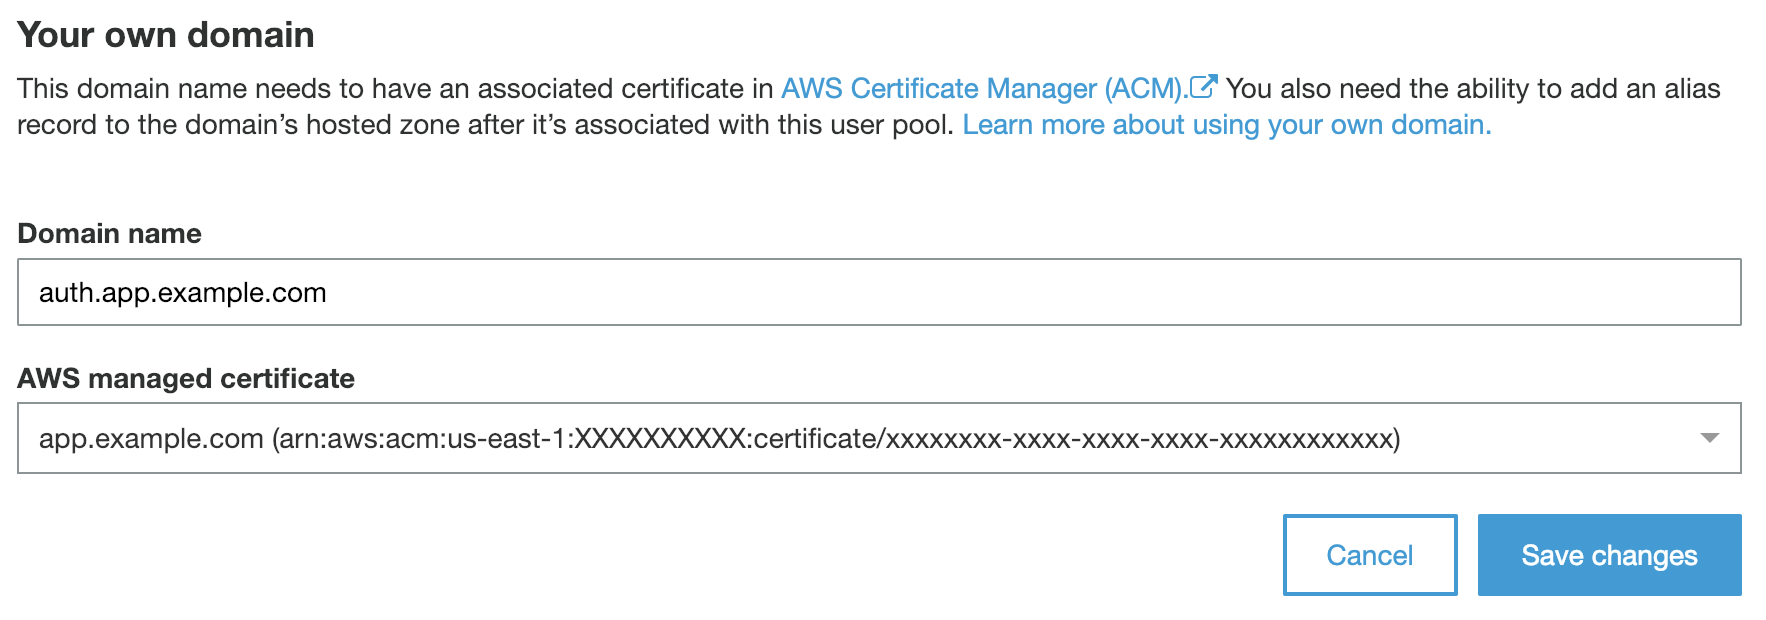 Your own domain
This domain name needs to have an associated certificate in AWS Certificate Manager (ACM). You also need the ability to add an alias
record to the domain’s hosted zone after it’s associated with this user pool. Learn more about using your own domain.
Domain name
auth.app.example.com
AWS managed certificate
app.example.com (arn:aws:acm:us-east-1:XXXXXXXXXX:certificate/xxxxxxxx-xxxx-xxxx-xxxx-xxxxxxxxxxxx)
Cancel
Save changes